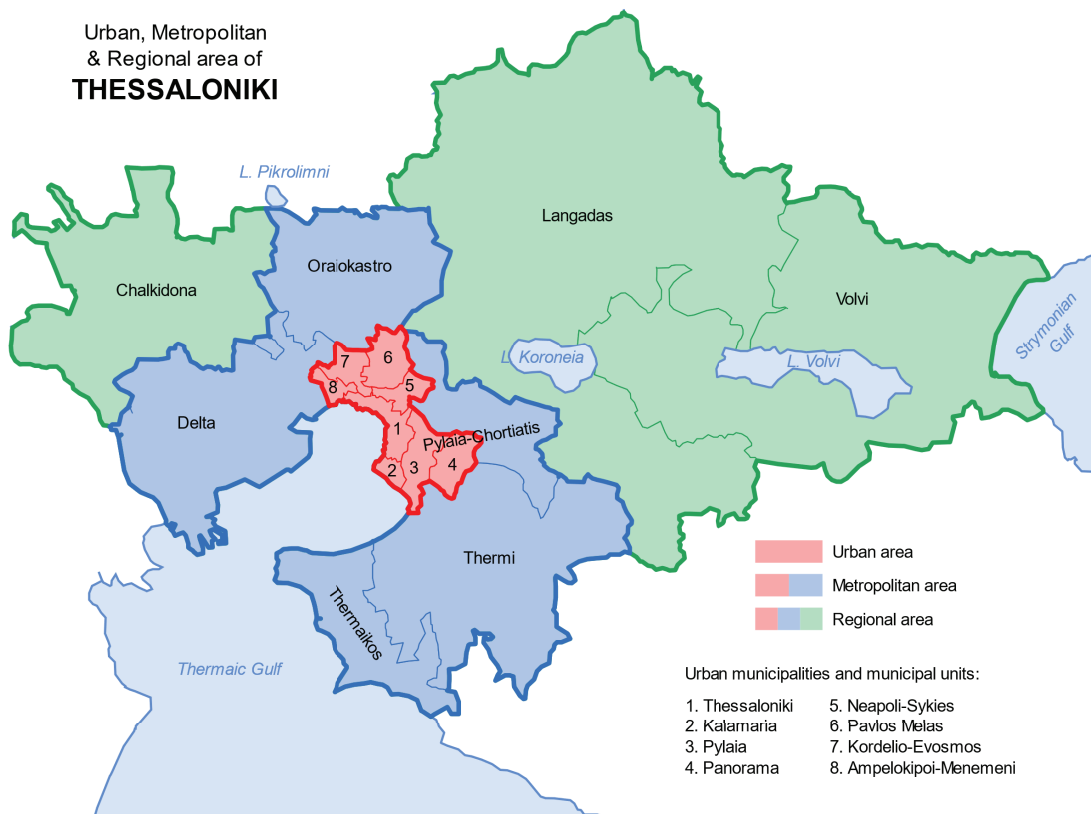 Urban, Metropolitan
& Regional area of
THESSALONIKI
L. Pikrolimni
Langadas
Oraiokastro
Chalkidona
Volvi
Strymonian
Gulf
L. Koroneia
L. Volvi
7
6
8
5
Delta
1
Pylaia-Chortiatis
2
3
4
Thermi
Thermaikos
Thermaic Gulf
Urban area
Metropolitan area
Regional area
Urban municipalities and municipal units:
1. Thessaloniki
2. Kalamaria
3. Pylaia
4. Panorama
5. Neapoli-Sykies
6. Pavlos Melas
7. Kordelio-Evosmos
8. Ampelokipoi-Menemeni